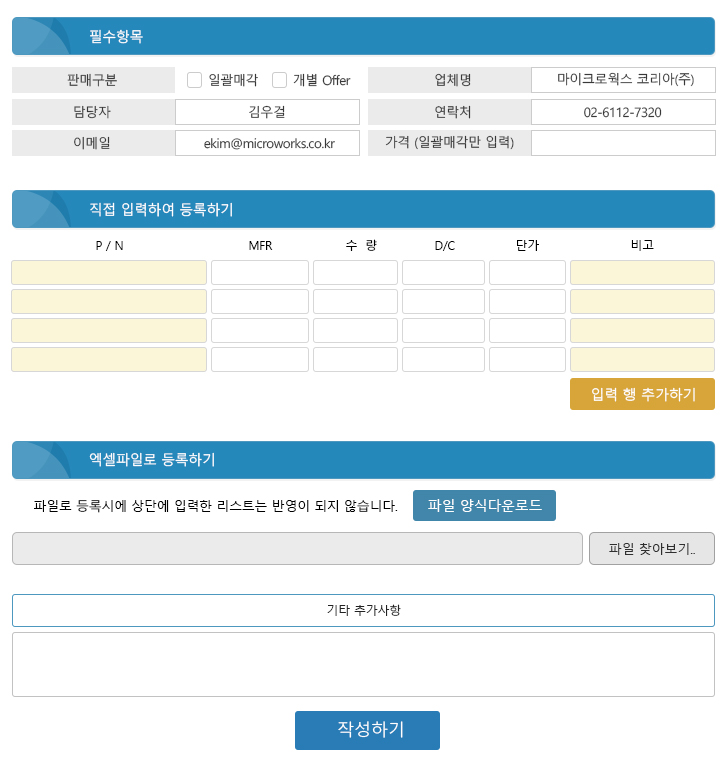 필수항목
판매구분 일괄매각 개별 Offer 업체명 마이크로웍스 코리아(주)
담당자 김우걸 연락처 02-6112-7320
이메일 ekim@microworks.co.kr 가격 (일괄매각만 입력)
직접 입력하여 등록하기
P / N MFR 수 량 D/C 단가 비고
입력 행 추가하기
엑셀파일로 등록하기
파일로 등록시에 상단에 입력한 리스트는 반영이 되지 않습니다. 파일 양식다운로드
파일 찾아보기..
기타 추가사항
작성하기